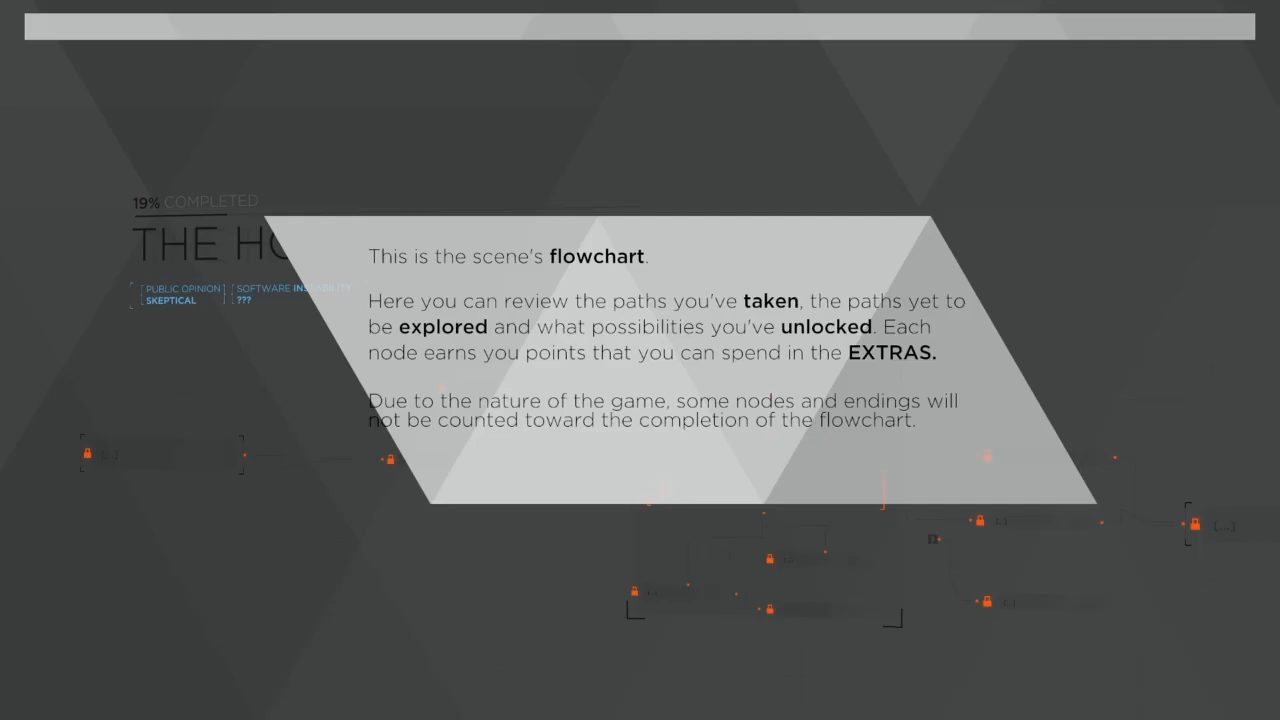 19% COMPLETED
THE HO
PUBLIC OPINION
SKEPTICAL
SOFTWARE INSTABILITY
???
This is the scene's flowchart.
Here you can review the paths you've taken, the paths yet to
be explored and what possibilities you've unlocked. Each
node earns you points that you can spend in the EXTRAS.
Due to the nature of the game, some nodes and endings will
not be counted toward the completion of the flowchart.
[...]